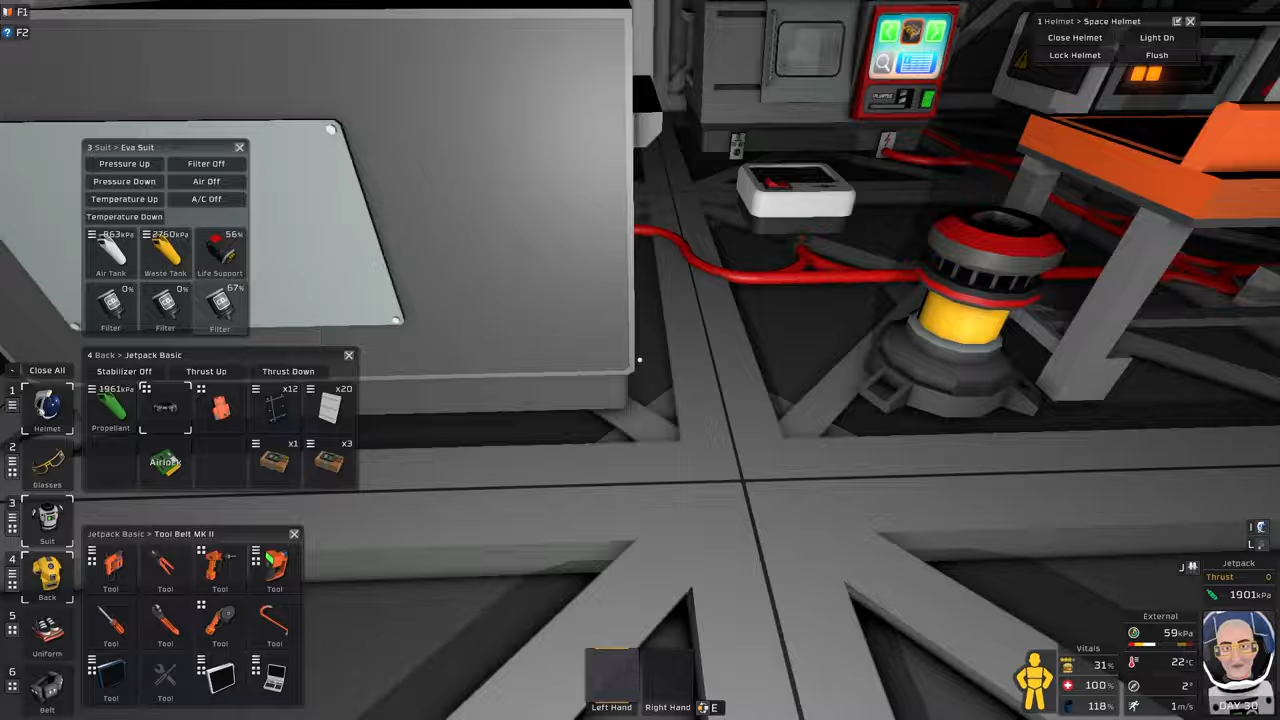 F1
F2
1 Helmet > Space Helmet
Close Helmet
Light On
Lock Helmet
Flush
3 Suit > Eva Suit
Pressure Up
Filter Off
Pressure Down
Air Off
Temperature Up
A/C Off
Temperature Down
863kPa
2760kPa
56%
Air Tank
Waste Tank
Life Support
0%
0%
67%
Filter
Filter
Filter
4 Back > Jetpack Basic
Stabilizer Off
Thrust Up
Thrust Down
1961kPa
x12
x20
Propellant
Airlock
x1
x3
Close All
1
Helmet
2
Glasses
3
Suit
4
Back
5
Uniform
6
Belt
Jetpack Basic > Tool Belt MK II
Tool
Tool
Tool
Tool
Tool
Tool
Tool
Tool
Tool
Tool
Left Hand
Right Hand
E
I
L
J
Jetpack
Thrust 0
1901kPa
External
59kPa
22°C
2°
1m/s
Vitals
31%
100%
118%
DAY 30